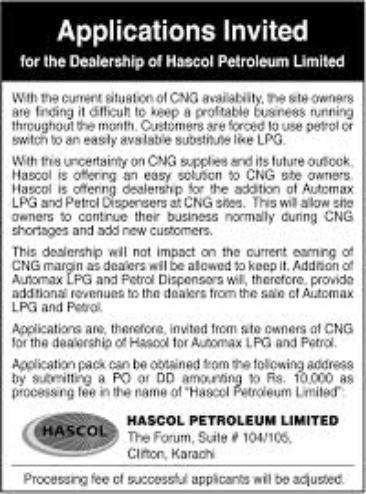 Applications Invited
for the Dealership of Hascol Petroleum Limited
With the current situation of CNG availability, the site owners
are finding it difficult to keep a profitable business running
throughout the month. Customers are forced to use petrol or
switch to an easily available substitute like LPG.
With this uncertainty on CNG supplies and its future outlook,
Hascol is offering an easy solution to CNG site owners.
Hascol is offering dealership for the addition of Automax
LPG and Petrol Dispensers at CNG sites. This will allow site
owners to continue their business normally during CNG
shortages and add new customers.
This dealership will not impact on the current earning of
CNG margin as dealers will be allowed to keep it. Addition of
Automax LPG and Petrol Dispensers will, therefore, provide
additional revenues to the dealers from the sale of Automax
LPG and Petrol.
Applications are, therefore, invited from site owners of CNG
for the dealership of Hascol for Automax LPG and Petrol.
Application pack can be obtained from the following address
by submitting a PO or DD amounting to Rs. 10,000 as
processing fee in the name of "Hascol Petroleum Limited":
HASCOL
HASCOL PETROLEUM LIMITED
The Forum, Suite # 104/105,
Clifton, Karachi
Processing fee of successful applicants will be adjusted.